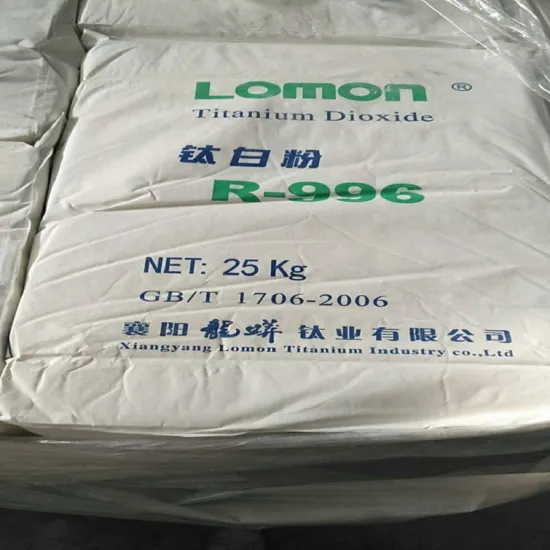 LOMON ®
Titanium Dioxide
钛白粉
R-996
NET: 25 Kg
GB/T 1706-2006
襄阳龍蟒钛业有限公司
Xiangyang Lomon Titanium Industry co.,Ltd